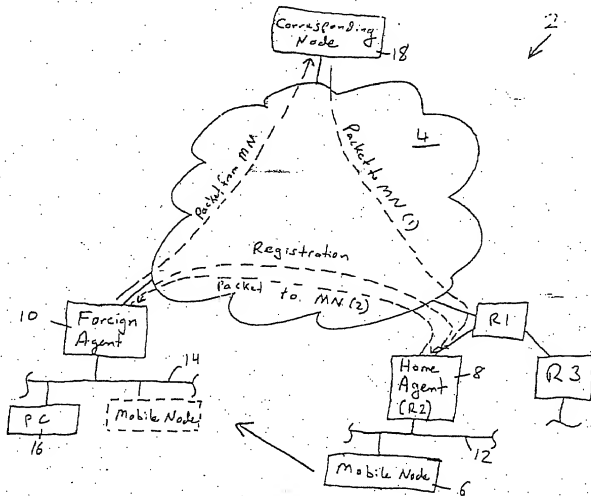 Corresponding
Node
18
2
4
Packet from MN
Packet to MN (1)
Registration
Packet to MN (2)
10
Foreign
Agent
R1
14
Home
Agent
(R2)
8
R3
PC
16
Mobile Node
12
Mobile Node
6